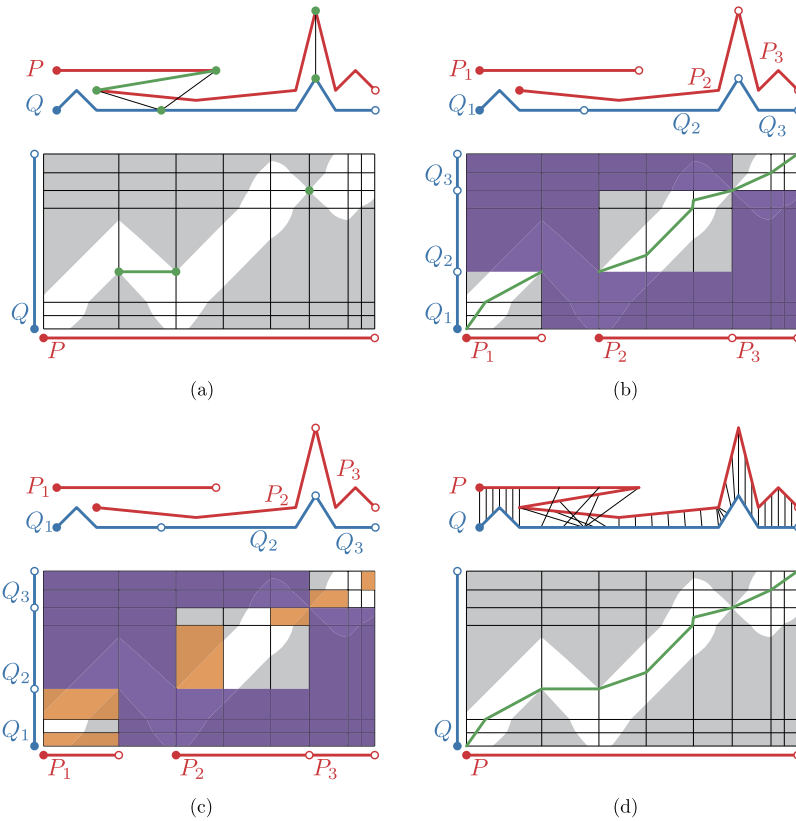 P
Q
Q
P
(a)
P₁
P₂
P₃
Q₁
Q₂
Q₃
Q₃
Q₂
Q₁
P₁
P₂
P₃
(b)
P₁
P₂
P₃
Q₁
Q₂
Q₃
Q₃
Q₂
Q₁
P₁
P₂
P₃
(c)
P
Q
Q
P
(d)